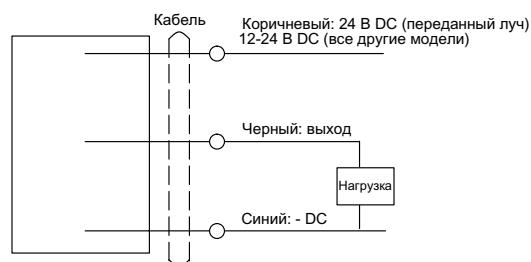 Кабель
Коричневый: 24 В DC (переданный луч)
12-24 В DC (все другие модели)
Черный: выход
Нагрузка
Синий: - DC